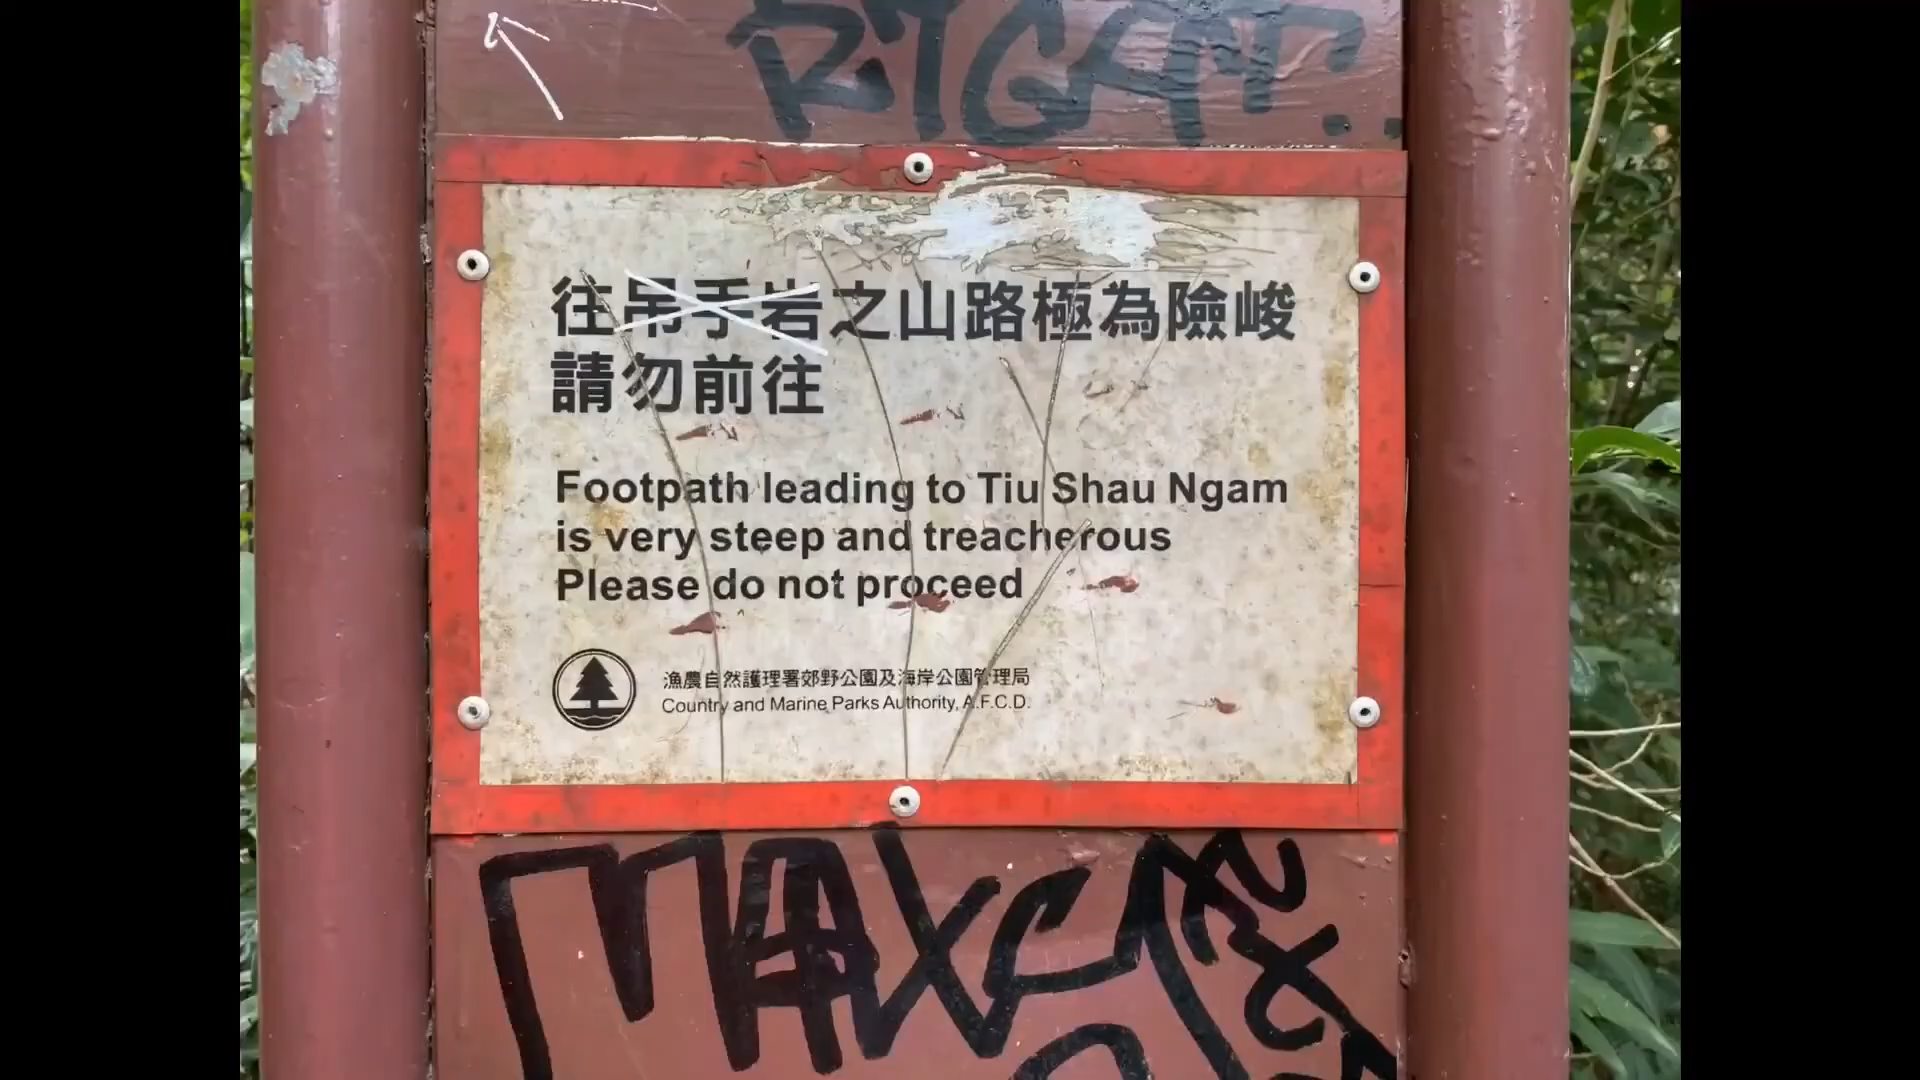 往吊手岩之山路極為險峻
請勿前往
Footpath leading to Tiu Shau Ngam
is very steep and treacherous
Please do not proceed
漁農自然護理署郊野公園及海岸公園管理局
Country and Marine Parks Authority, A.F.C.D.